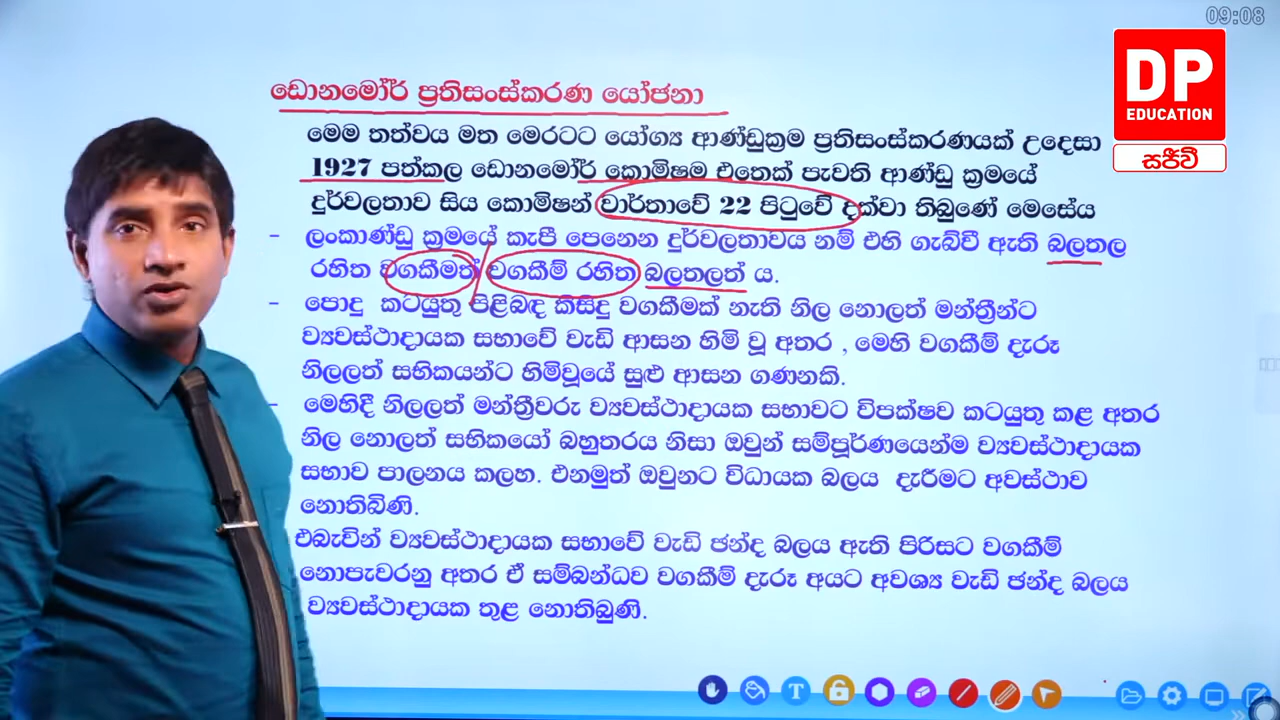 09:08
DP
EDUCATION
සජීවී
ඩොනමෝර් ප්‍රතිසංස්කරණ යෝජනා
මෙම තත්වය මත මෙරටට යෝග්‍ය ආණ්ඩුක්‍රම ප්‍රතිසංස්කරණයක් උදෙසා
1927 පත්කල ඩොනමෝර් කොමිෂම එතෙක් පැවති ආණ්ඩු ක්‍රමයේ
දුර්වලතාව සිය කොමිෂන් වාර්තාවේ 22 පිටුවේ දක්වා තිබුණේ මෙසේය
- ලංකාණ්ඩු ක්‍රමයේ කැපී පෙනෙන දුර්වලතාවය නම් එහි ගැබ්වී ඇති බලතල
රහිත වගකීමත්/වගකීම් රහිත බලතලත් ය.
- පොදු කටයුතු පිළිබඳ කිසිදු වගකීමක් නැති නිල නොලත් මන්ත්‍රීන්ට
ව්‍යවස්ථාදායක සභාවේ වැඩි ආසන හිමි වූ අතර , මෙහි වගකීම් දැරූ
නිලලත් සභිකයන්ට හිමිවූයේ සුළු ආසන ගණනකි.
- මෙහිදී නිලලත් මන්ත්‍රීවරු ව්‍යවස්ථාදායක සභාවට විපක්ෂව කටයුතු කළ අතර
නිල නොලත් සභිකයෝ බහුතරය නිසා ඔවුන් සම්පූර්ණයෙන්ම ව්‍යවස්ථාදායක
සභාව පාලනය කලහ. එනමුත් ඔවුනට විධායක බලය දැරීමට අවස්ථාව
නොතිබිණි.
එබැවින් ව්‍යවස්ථාදායක සභාවේ වැඩි ඡන්ද බලය ඇති පිරිසට වගකීම්
නොපැවරනු අතර ඒ සම්බන්ධව වගකීම් දැරූ අයට අවශ්‍ය වැඩි ඡන්ද බලය
ව්‍යවස්ථාදායක තුළ නොතිබුණි.